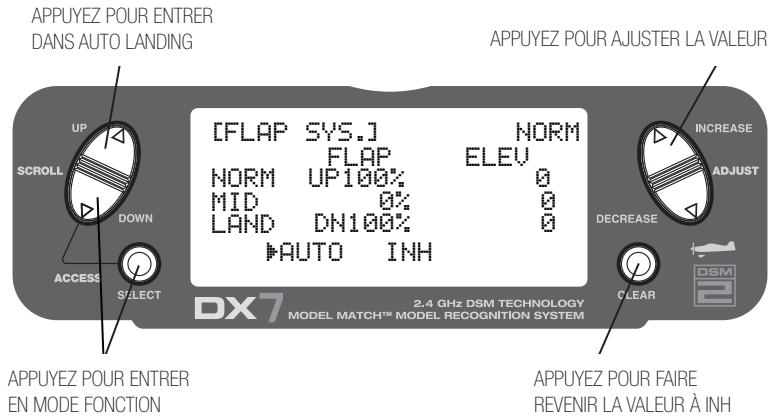 APPUYEZ POUR ENTRER
DANS AUTO LANDING
APPUYEZ POUR AJUSTER LA VALEUR
UP
SCROLL
DOWN
ACCESS
SELECT
[FLAP SYS.] NORM
FLAP ELEV
NORM UP100% 0
MID 0% 0
LAND DN100% 0
AUTO INH
INCREASE
ADJUST
DECREASE
CLEAR
DSM
2
DX7
2.4 GHz DSM TECHNOLOGY
MODEL MATCH™ MODEL RECOGNITION SYSTEM
APPUYEZ POUR ENTRER
EN MODE FONCTION
APPUYEZ POUR FAIRE
REVENIR LA VALEUR À INH